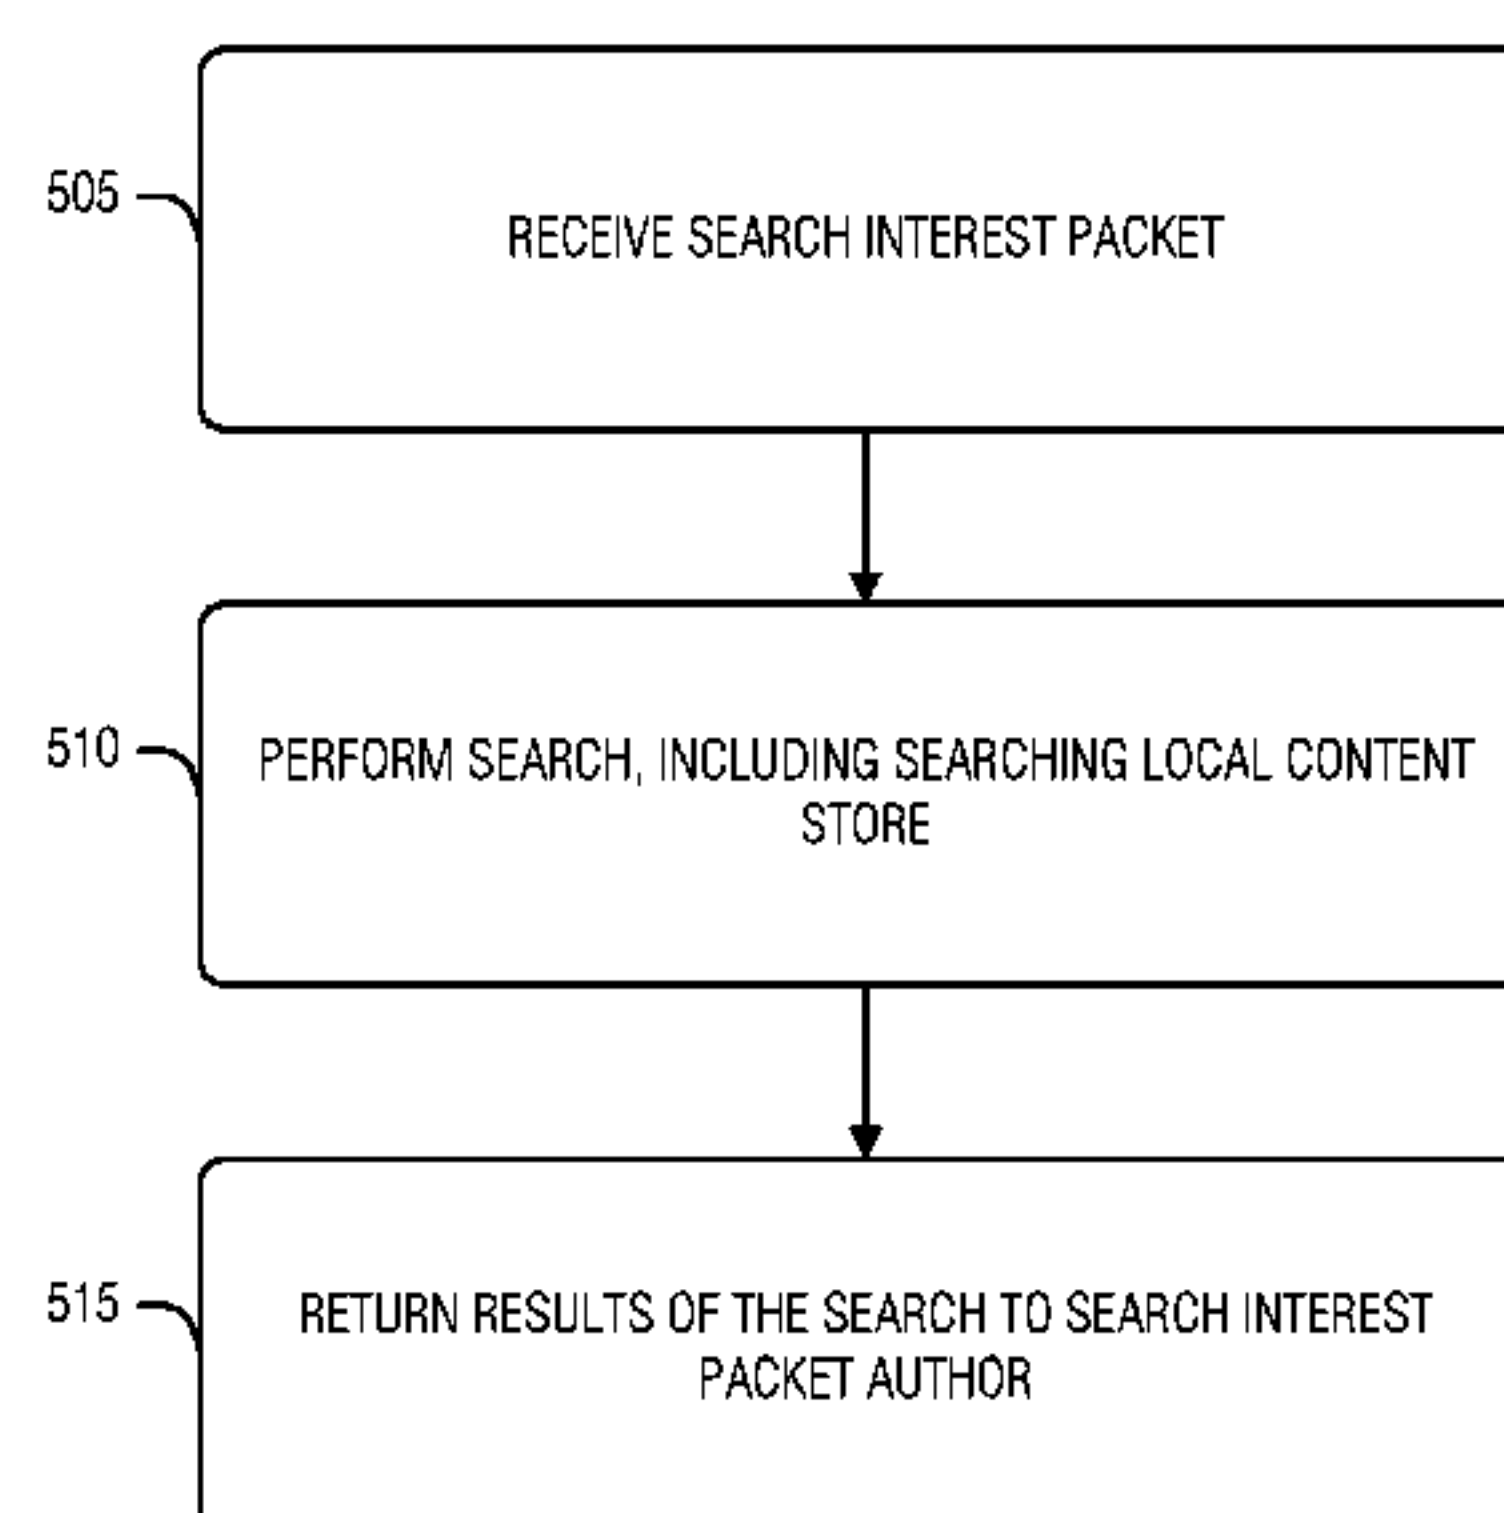 505
RECEIVE SEARCH INTEREST PACKET
510
PERFORM SEARCH, INCLUDING SEARCHING LOCAL CONTENT
STORE
515
RETURN RESULTS OF THE SEARCH TO SEARCH INTEREST
PACKET AUTHOR